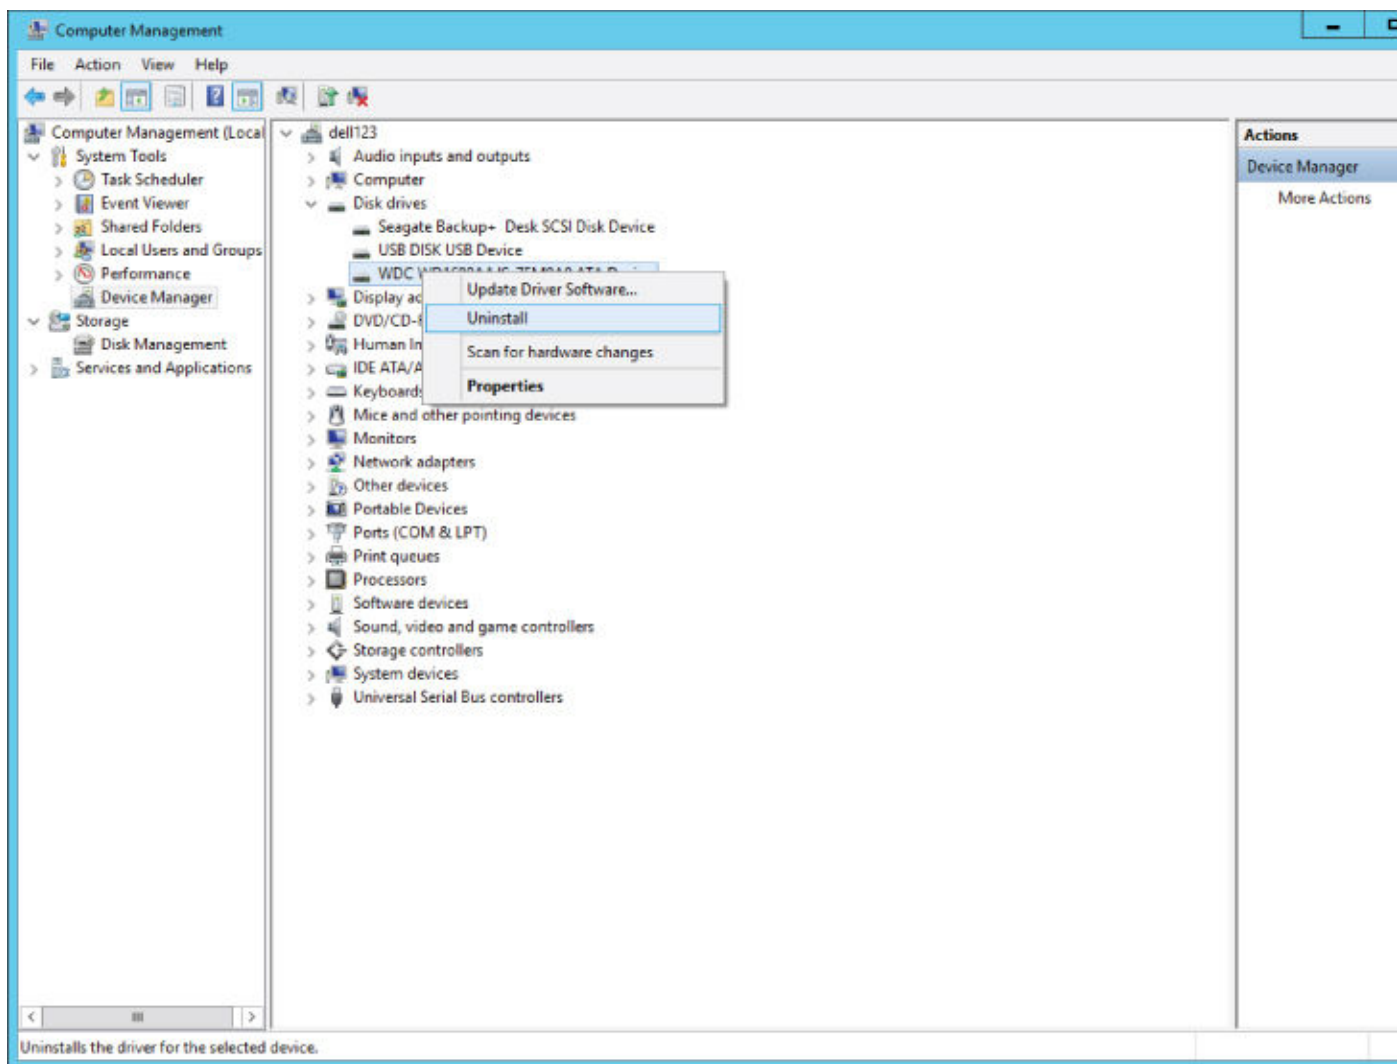 Computer Management
File Action View Help
Computer Management (Local
System Tools
Task Scheduler
Event Viewer
Shared Folders
Local Users and Groups
Performance
Device Manager
Storage
Disk Management
Services and Applications
dell123
Audio inputs and outputs
Computer
Disk drives
Seagate Backup+ Desk SCSI Disk Device
USB DISK USB Device
WDC
Display
DVD/CD-
Human
IDE ATA/A
Keyboards
Mice and other pointing devices
Monitors
Network adapters
Other devices
Portable Devices
Ports (COM & LPT)
Print queues
Processors
Software devices
Sound, video and game controllers
Storage controllers
System devices
Universal Serial Bus controllers
Update Driver Software...
Uninstall
Scan for hardware changes
Properties
Actions
Device Manager
More Actions
Uninstalls the driver for the selected device.